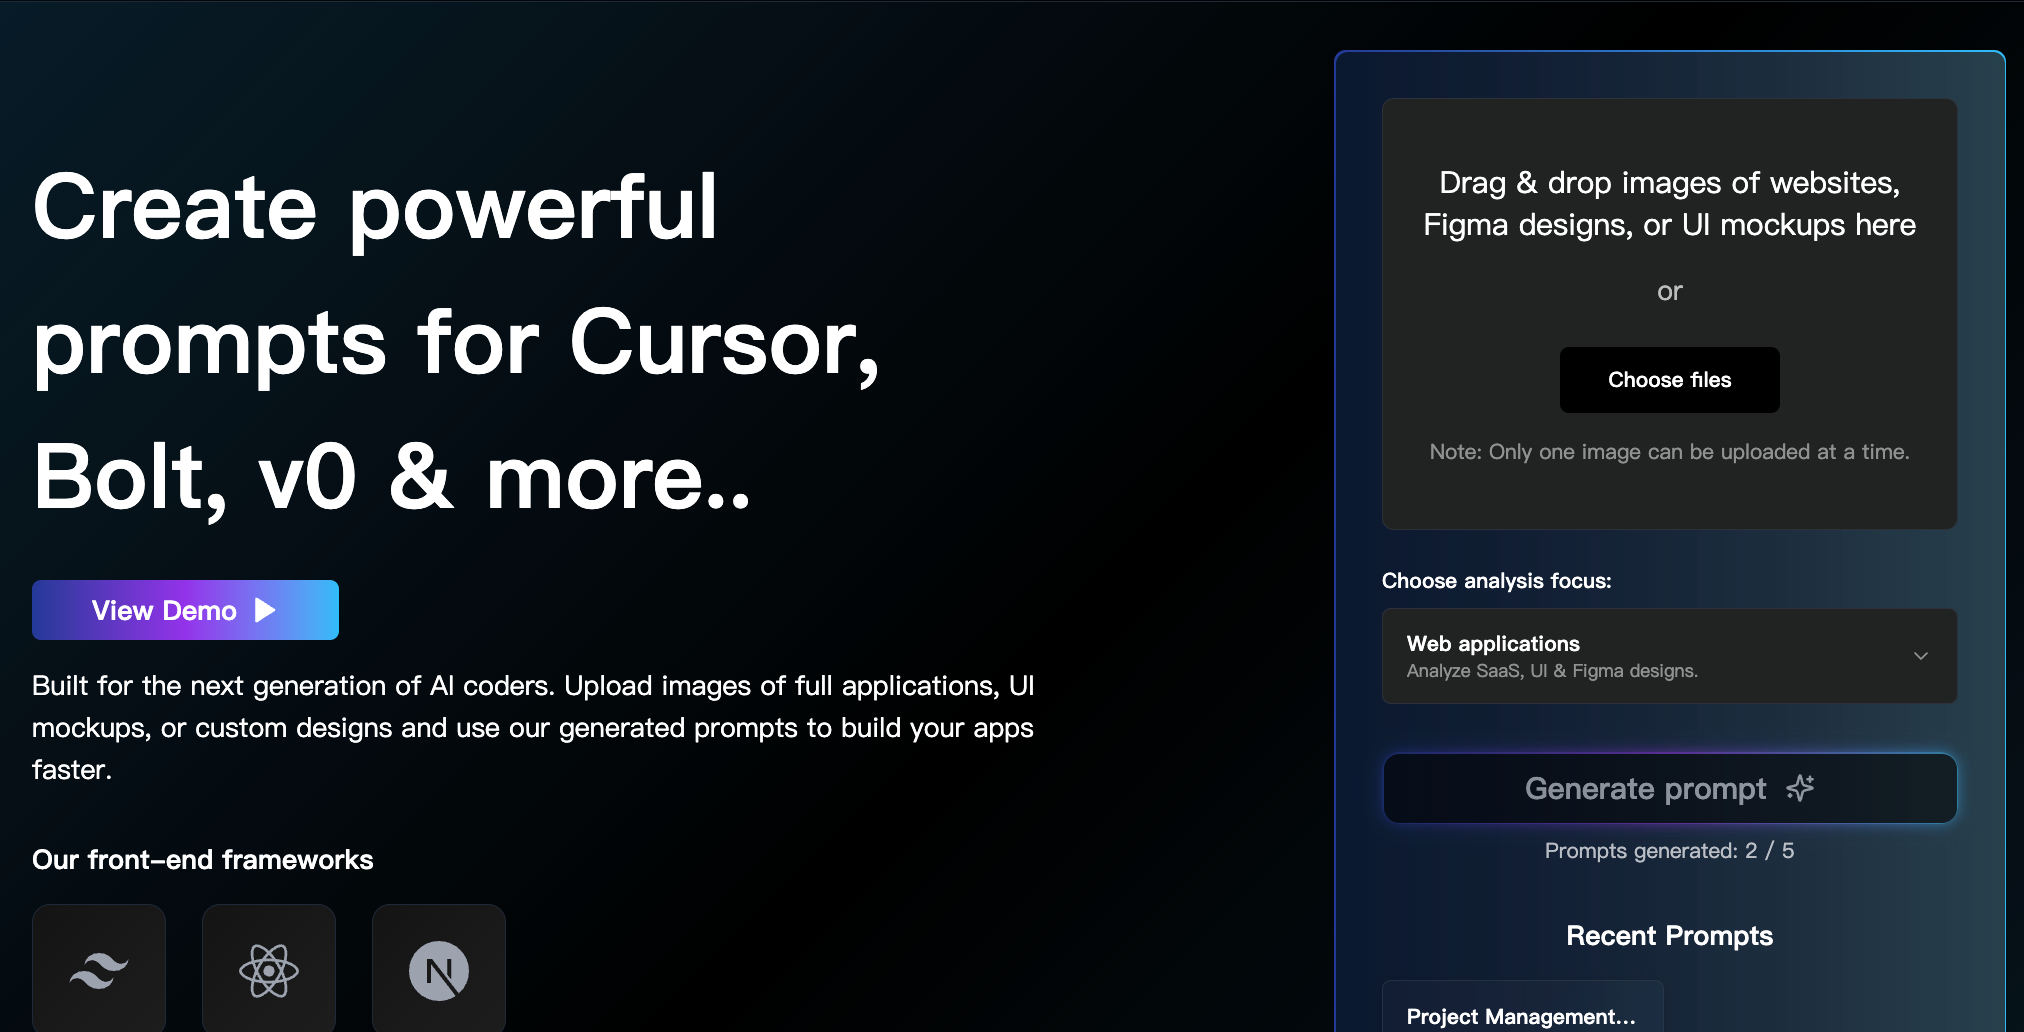 Create powerful
prompts for Cursor,
Bolt, v0 & more..
View Demo
Built for the next generation of AI coders. Upload images of full applications, UI
mockups, or custom designs and use our generated prompts to build your apps
faster.
Our front-end frameworks
N
Drag & drop images of websites,
Figma designs, or UI mockups here
or
Choose files
Note: Only one image can be uploaded at a time.
Choose analysis focus:
Web applications
Analyze SaaS, UI & Figma designs.
Generate prompt
Prompts generated: 2 / 5
Recent Prompts
Project Management...